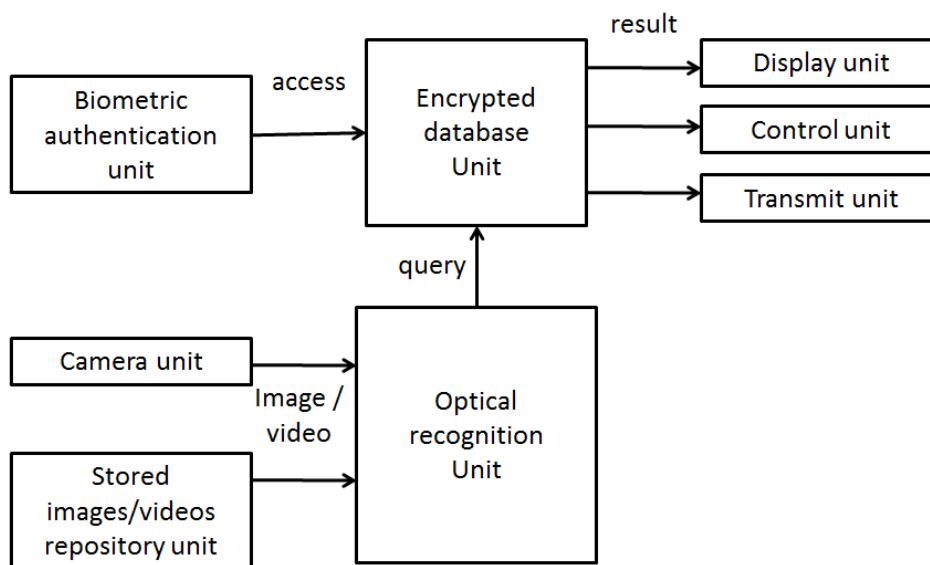 result
Display unit
access
Biometric
authentication
unit
Encrypted
database
Unit
Control unit
Transmit unit
query
Camera unit
Image /
video
Optical
recognition
Unit
Stored
images/videos
repository unit